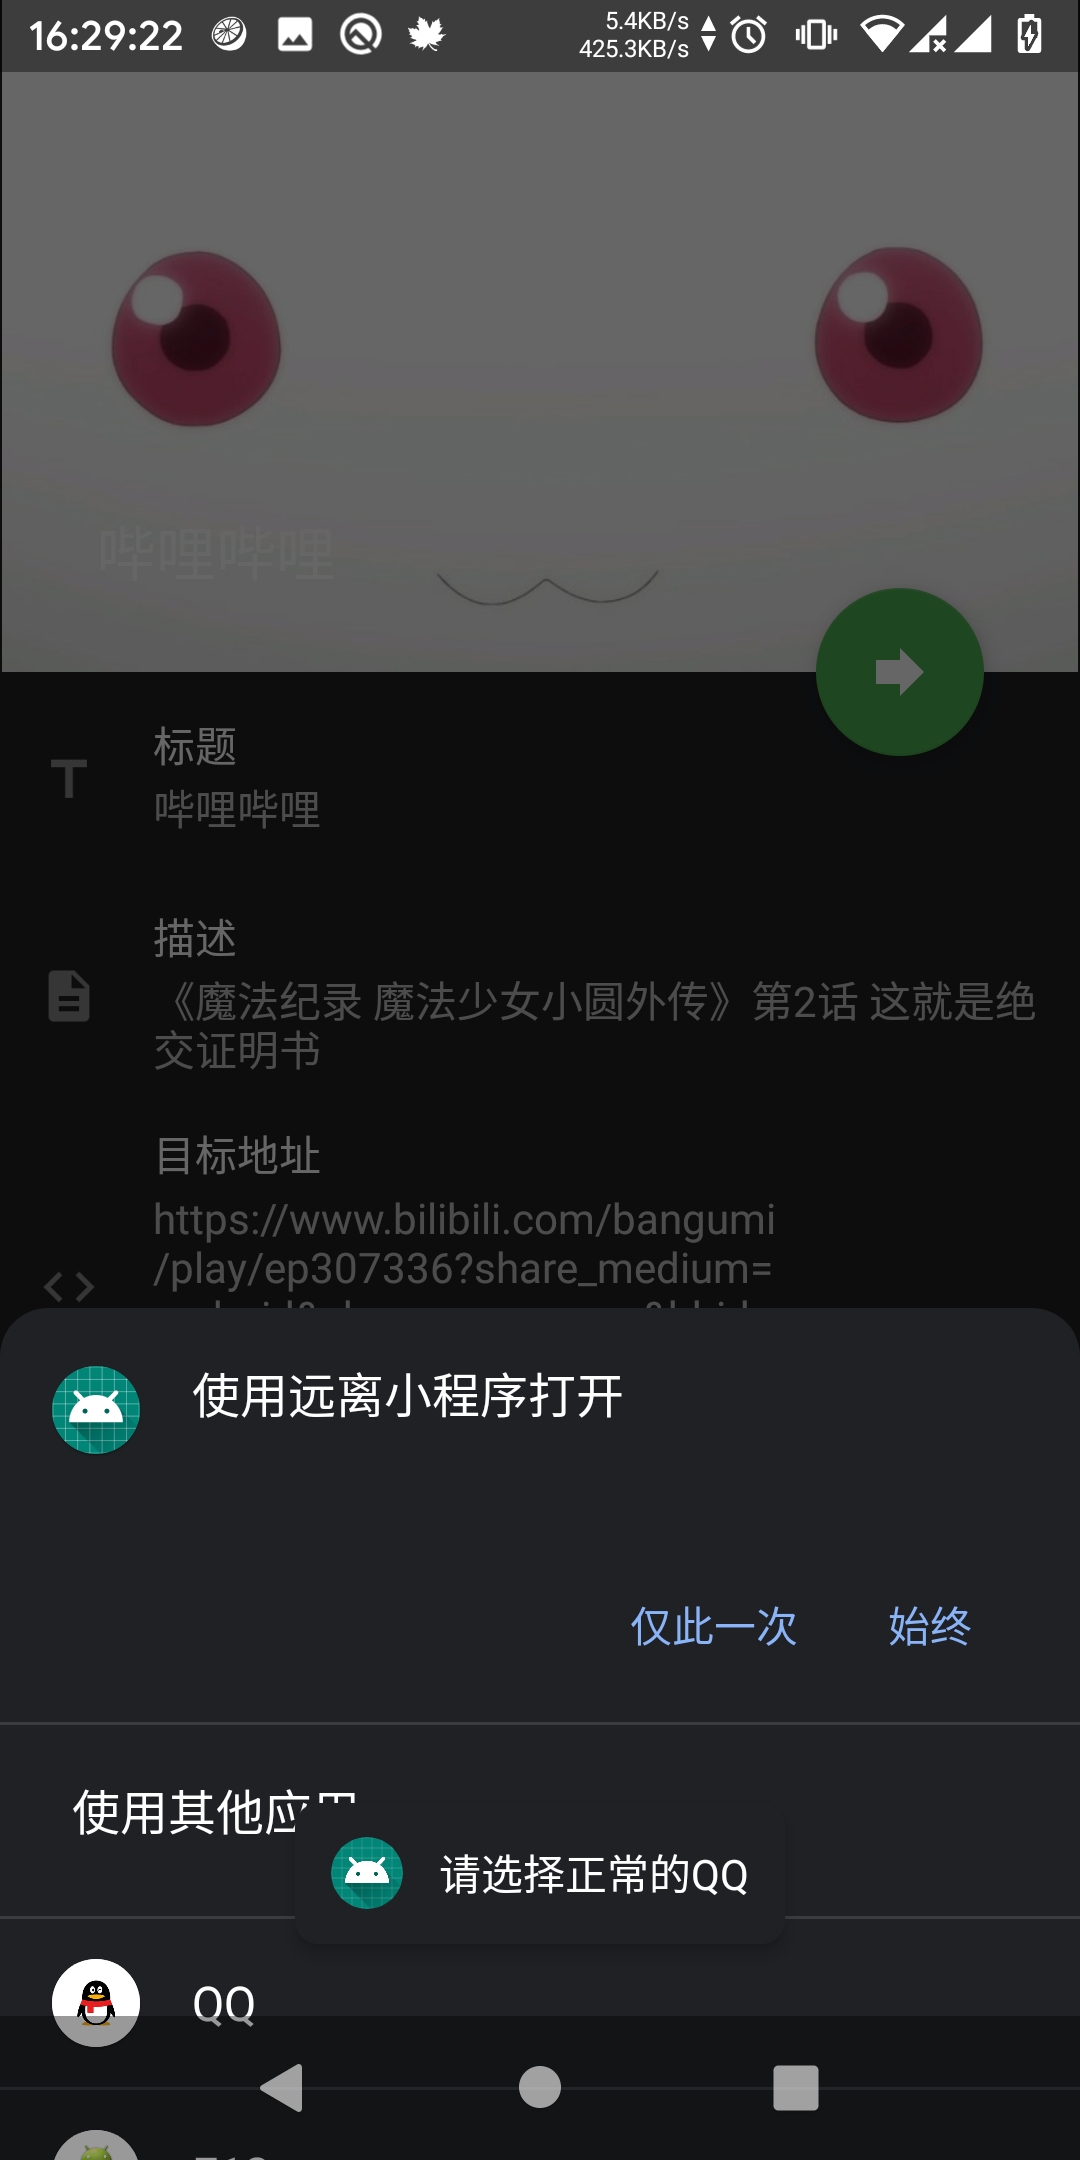 16:29:22
5.4KB/s
425.3KB/s
哔哩哔哩
标题
哔哩哔哩
描述
《魔法纪录 魔法少女小圆外传》第2话 这就是绝
交证明书
目标地址
https://www.bilibili.com/bangumi
/play/ep307336?share_medium=
使用远离小程序打开
仅此一次
始终
使用其他应用
请选择正常的QQ
QQ